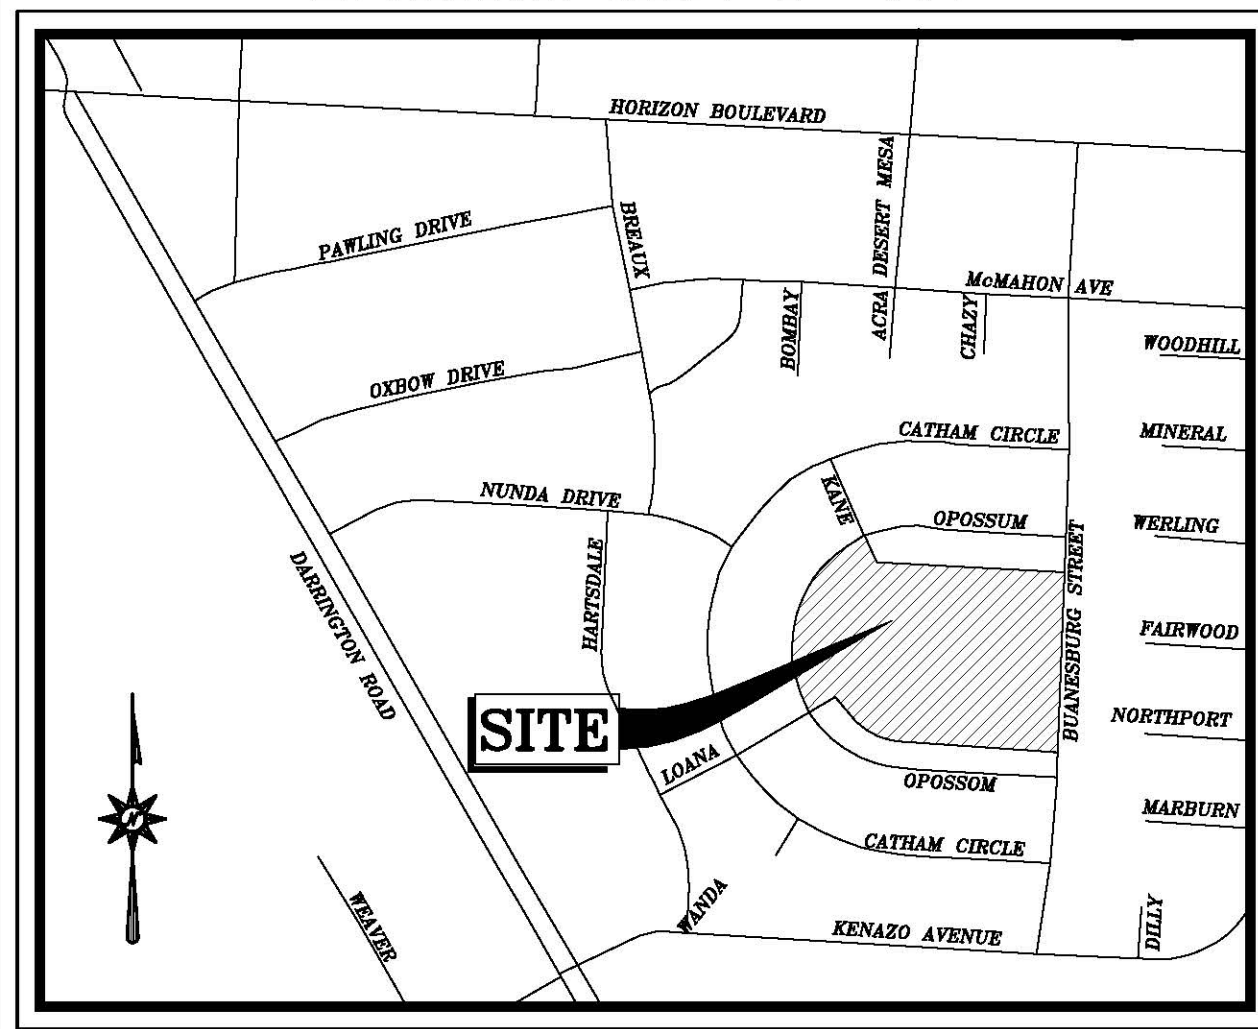 HORIZON BOULEVARD
ACRA DESERT MESA
BREAUX
PAWLING DRIVE
McMAHON AVE
BOMBAY
CHAZY
WOODHILL
OXBOW DRIVE
CATHAM CIRCLE
MINERAL
KANE
NUNDA DRIVE
OPOSSUM
WERLING
HARTSDALE
DARRINGTON ROAD
BUANESBURG STREET
FAIRWOOD
SITE
NORTHPORT
LOANA
OPOSSOM
MARBURN
N
CATHAM CIRCLE
WEAVER
WANDA
KENAZO AVENUE
DILLY